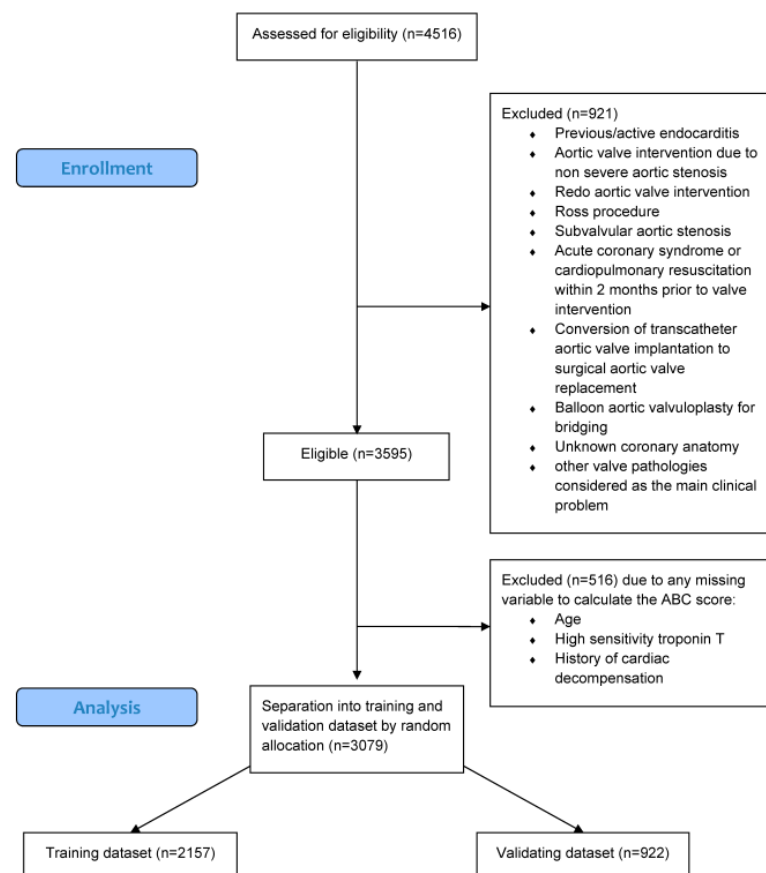 Assessed for eligibility (n=4516)
Excluded (n=921)
♦ Previous/active endocarditis
♦ Aortic valve intervention due to
non severe aortic stenosis
♦ Redo aortic valve intervention
♦ Ross procedure
♦ Subvalvular aortic stenosis
♦ Acute coronary syndrome or
cardiopulmonary resuscitation
within 2 months prior to valve
intervention
♦ Conversion of transcatheter
aortic valve implantation to
surgical aortic valve
replacement
♦ Balloon aortic valvuloplasty for
bridging
♦ Unknown coronary anatomy
♦ other valve pathologies
considered as the main clinical
problem
Enrollment
Eligible (n=3595)
Excluded (n=516) due to any missing
variable to calculate the ABC score:
♦ Age
♦ High sensitivity troponin T
♦ History of cardiac
decompensation
Analysis
Separation into training and
validation dataset by random
allocation (n=3079)
Training dataset (n=2157)
Validating dataset (n=922)